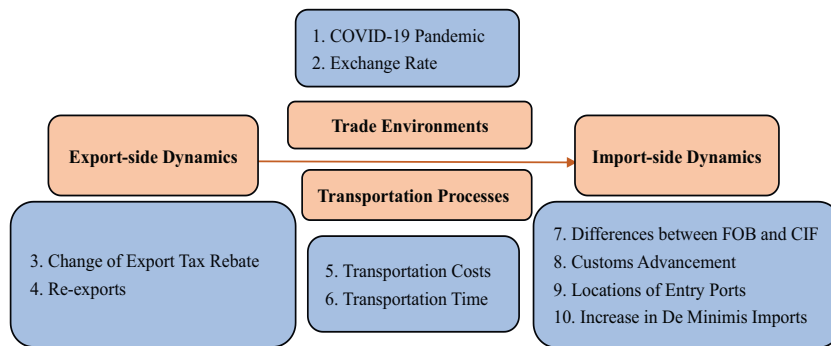 1. COVID-19 Pandemic
2. Exchange Rate
Trade Environments
Export-side Dynamics
Import-side Dynamics
Transportation Processes
3. Change of Export Tax Rebate
4. Re-exports
5. Transportation Costs
6. Transportation Time
7. Differences between FOB and CIF
8. Customs Advancement
9. Locations of Entry Ports
10. Increase in De Minimis Imports